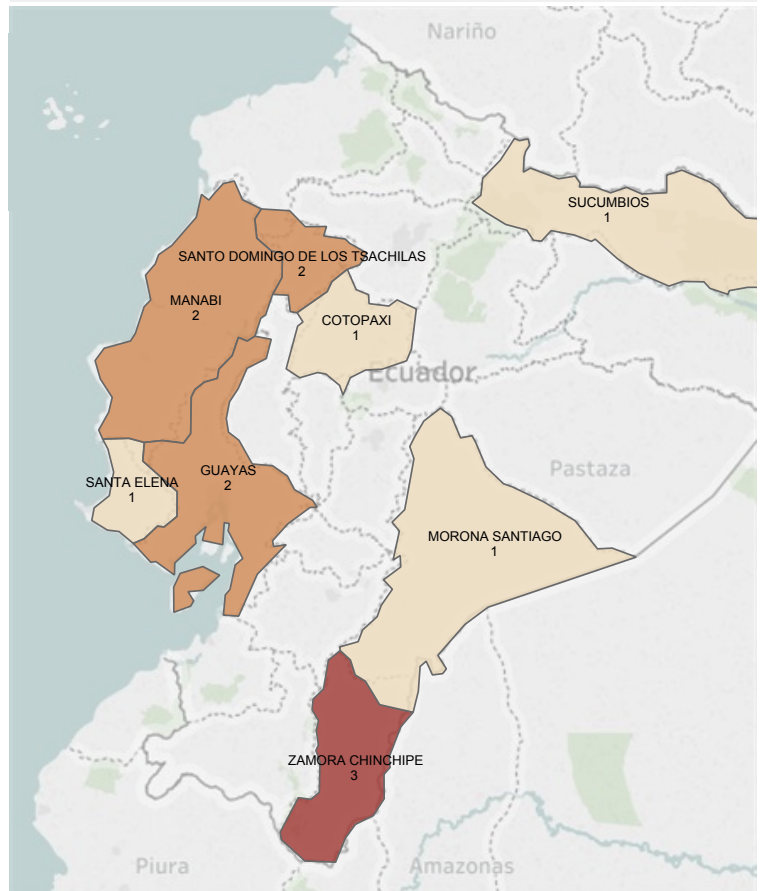 Nariño
SUCUMBIOS
1
SANTO DOMINGO DE LOS TSACHILAS
2
MANABI
2
COTOPAXI
1
Ecuador
GUAYAS
2
Pastaza
SANTA ELENA
1
MORONA SANTIAGO
1
ZAMORA CHINCHIPE
3
Piura
Amazonas